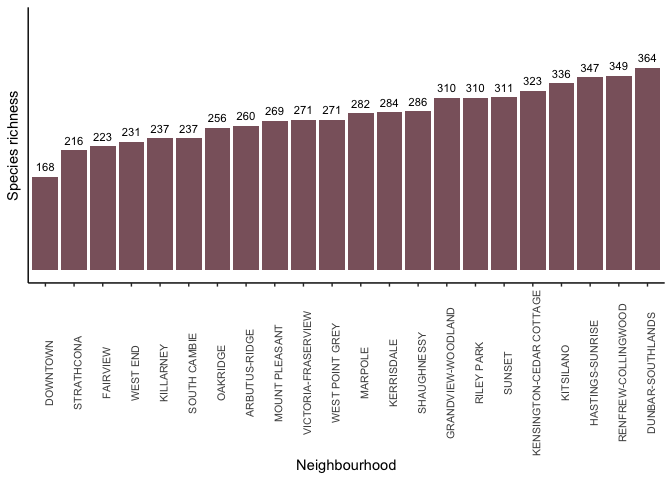 Species richness
168
216
223
231
237
237
256
260
269
271
271
282
284
286
310
310
311
323
336
347
349
364
DOWNTOWN
STRATHCONA
FAIRVIEW
WEST END
KILLARNEY
SOUTH CAMBIE
OAKRIDGE
ARBUTUS-RIDGE
MOUNT PLEASANT
VICTORIA-FRASERVIEW
WEST POINT GREY
MARPOLE
KERRISDALE
SHAUGHNESSY
GRANDVIEW-WOODLAND
RILEY PARK
SUNSET
KENSINGTON-CEDAR COTTAGE
KITSILANO
HASTINGS-SUNRISE
RENFREW-COLLINGWOOD
DUNBAR-SOUTHLANDS
Neighbourhood